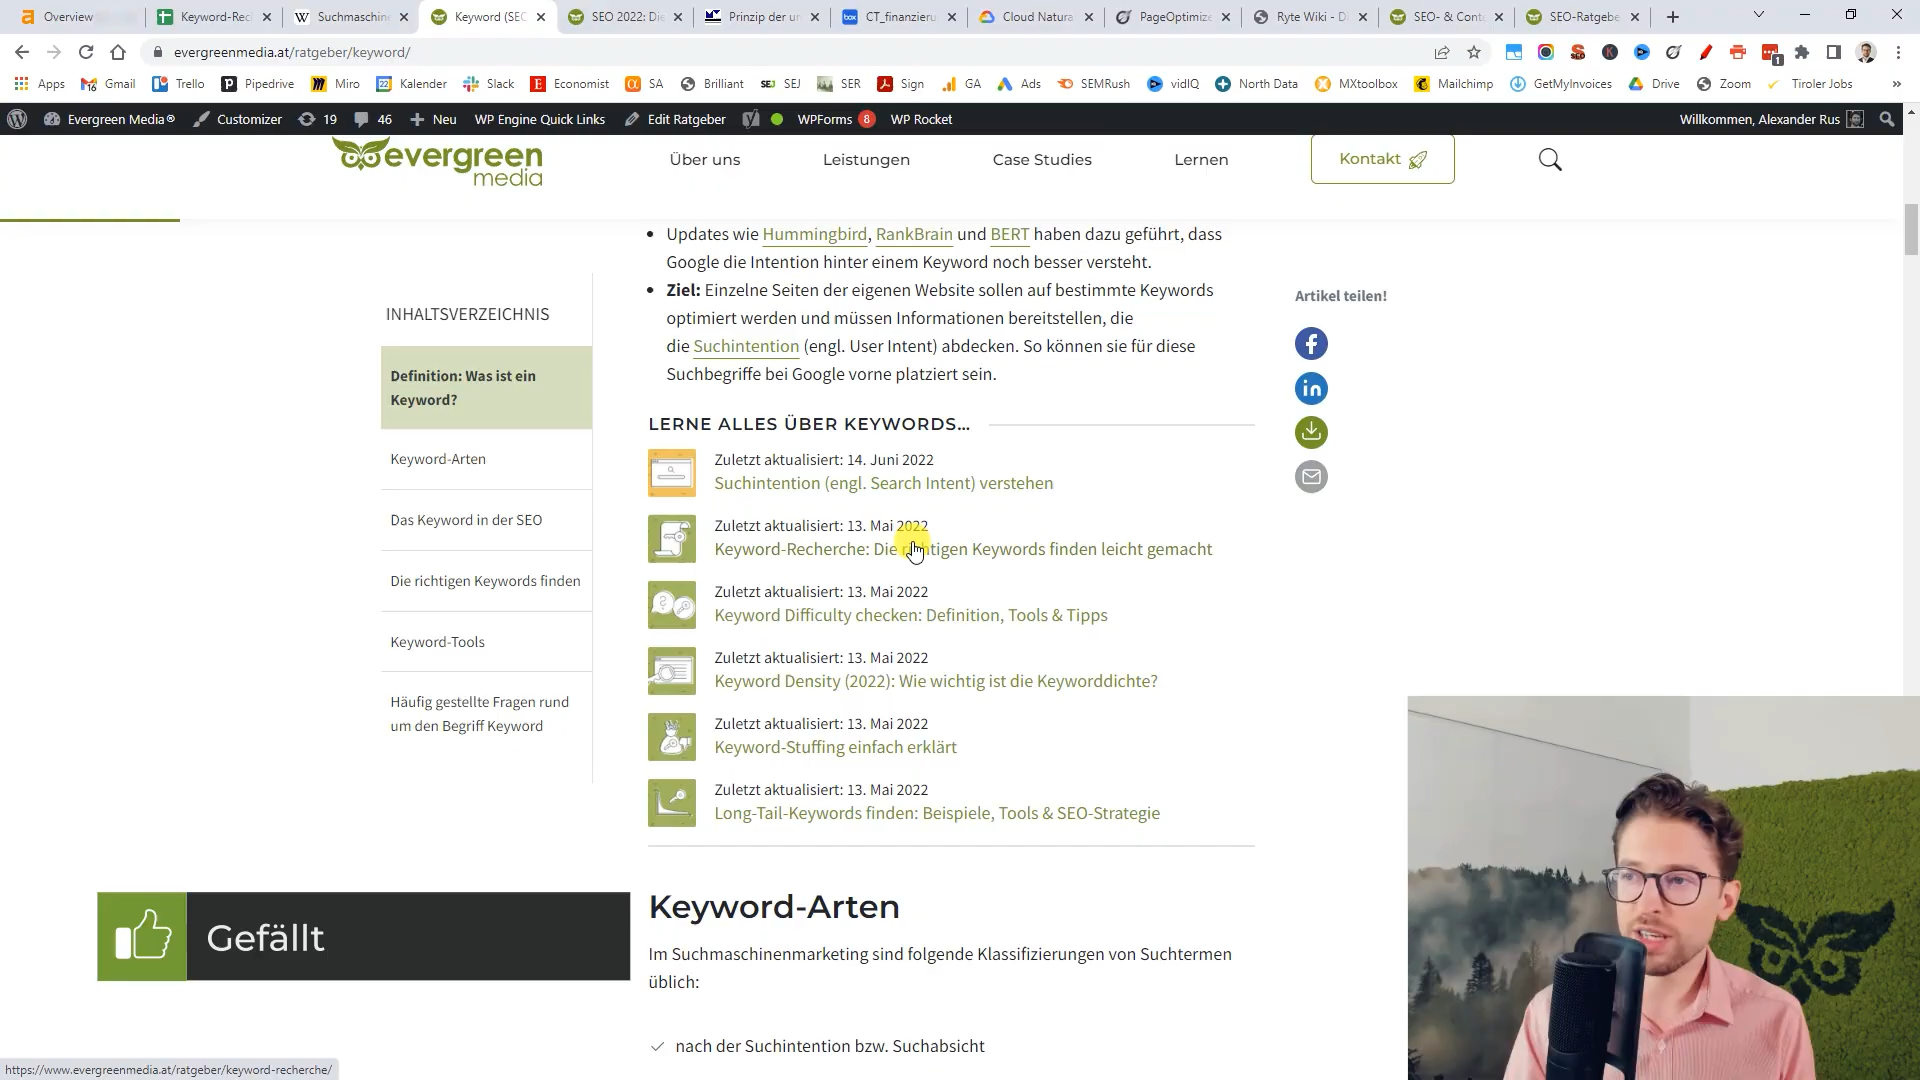 Overview
Keyword-Rec
Suchmaschine
Keyword (SEO
SEO 2022: Die
Prinzip der un
CT_finanzieru
Cloud Natura
PageOptimize
Ryte Wiki - D
SEO- & Conte
SEO-Ratgebe
evergreenmedia.at/ratgeber/keyword/
Apps Gmail Trello Pipedrive Miro Kalender Slack Economist SA Brilliant SEJ SER Sign GA Ads SEMRush vidIQ North Data MXtoolbox Mailchimp GetMyInvoices Drive Zoom Tiroler Jobs »
Evergreen Media® Customizer 19 46 Neu WP Engine Quick Links Edit Ratgeber WPForms 8 WP Rocket Willkommen, Alexander Rus
evergreen
media
Über uns Leistungen Case Studies Lernen Kontakt
Updates wie Hummingbird, RankBrain und BERT haben dazu geführt, dass
Google die Intention hinter einem Keyword noch besser versteht.
Ziel: Einzelne Seiten der eigenen Website sollen auf bestimmte Keywords
optimiert werden und müssen Informationen bereitstellen, die
die Suchintention (engl. User Intent) abdecken. So können sie für diese
Suchbegriffe bei Google vorne platziert sein.
INHALTSVERZEICHNIS
Definition: Was ist ein
Keyword?
Keyword-Arten
Das Keyword in der SEO
Die richtigen Keywords finden
Keyword-Tools
Häufig gestellte Fragen rund
um den Begriff Keyword
Artikel teilen!
LERNE ALLES ÜBER KEYWORDS...
Zuletzt aktualisiert: 14. Juni 2022
Suchintention (engl. Search Intent) verstehen
Zuletzt aktualisiert: 13. Mai 2022
Keyword-Recherche: Die richtigen Keywords finden leicht gemacht
Zuletzt aktualisiert: 13. Mai 2022
Keyword Difficulty checken: Definition, Tools & Tipps
Zuletzt aktualisiert: 13. Mai 2022
Keyword Density (2022): Wie wichtig ist die Keyworddichte?
Zuletzt aktualisiert: 13. Mai 2022
Keyword-Stuffing einfach erklärt
Zuletzt aktualisiert: 13. Mai 2022
Long-Tail-Keywords finden: Beispiele, Tools & SEO-Strategie
Keyword-Arten
Im Suchmaschinenmarketing sind folgende Klassifizierungen von Suchtermen
üblich:
nach der Suchintention bzw. Suchabsicht
Gefällt
https://www.evergreenmedia.at/ratgeber/keyword-recherche/